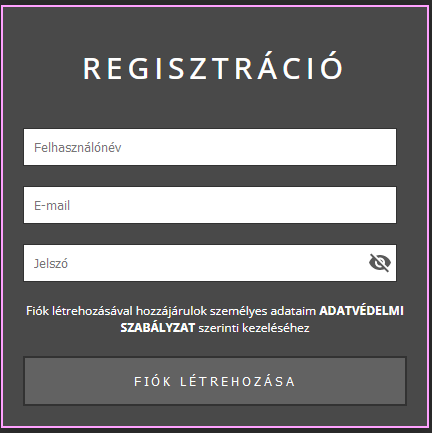 REGISZTRÁCIÓ
Felhasználónév
E-mail
Jelszó
Fiók létrehozásával hozzájárulok személyes adataim ADATVÉDELMI
SZABÁLYZAT szerinti kezeléséhez
FIÓK LÉTREHOZÁSA